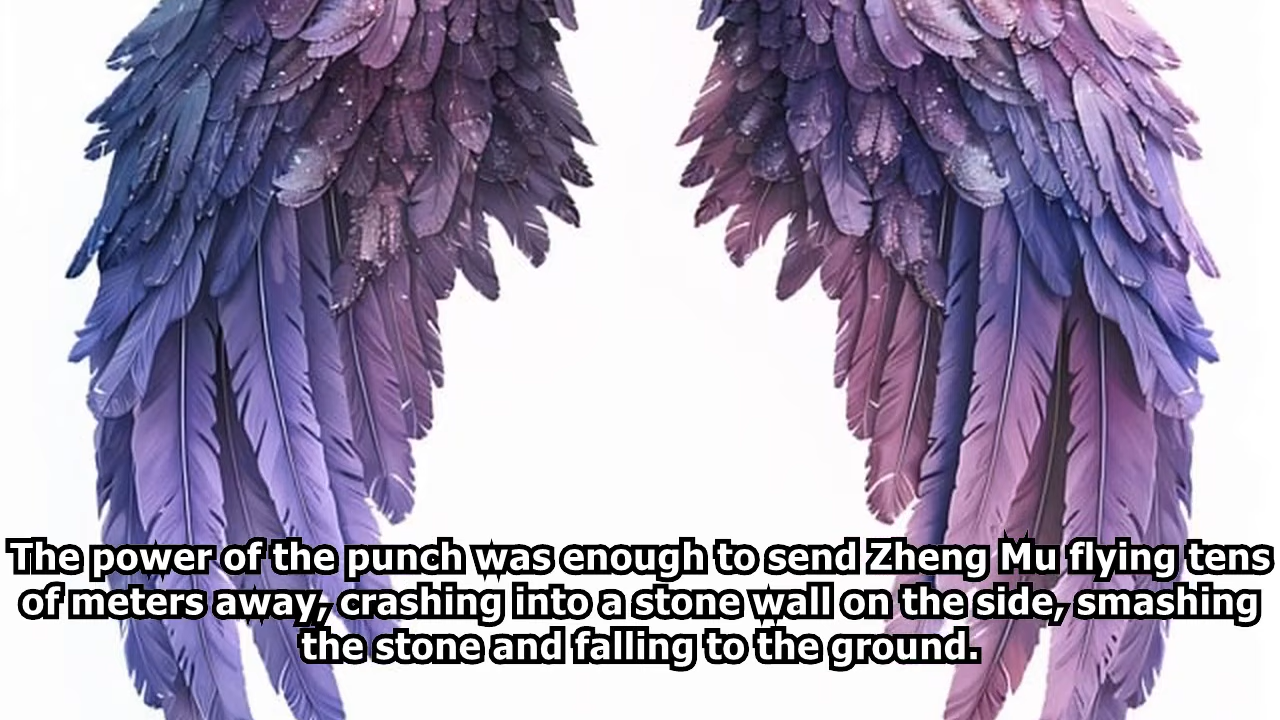 The power of the punch was enough to send Zheng Mu flying tens
of meters away, crashing into a stone wall on the side, smashing
the stone and falling to the ground.